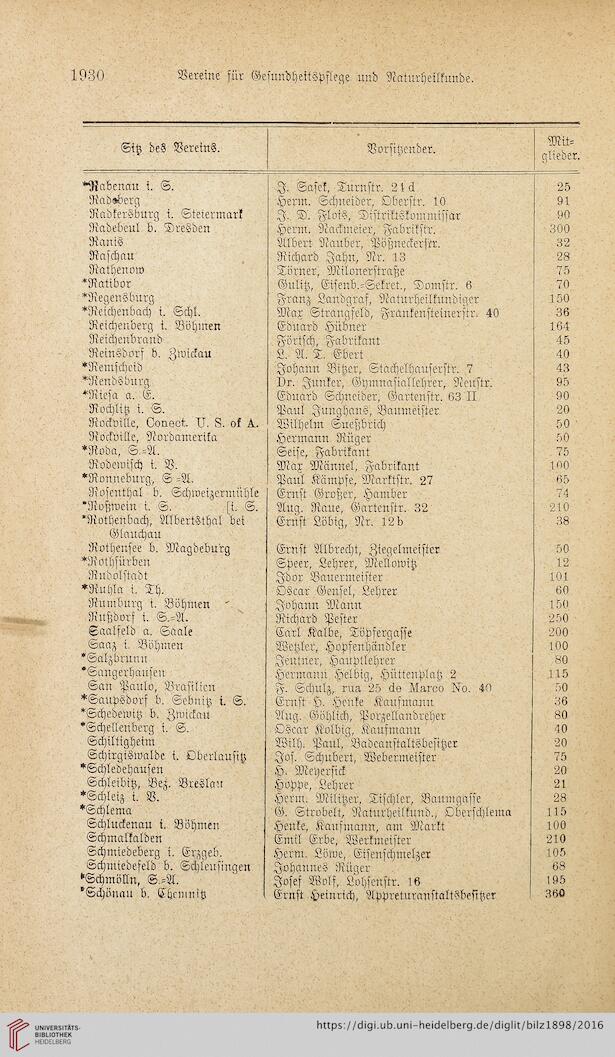 1930 Vereine für Gesundheitspflege und Naturheilkunde.
Sitz des Vereins. Vorsitzender. Mit-
glieder.
*Rabenau i. S. J. Sasek, Turnstr. 21d 25
Radeberg Herm. Schneider, Oberstr. 10 91
Radkersburg i. Steiermark J. D. Flois, Distriktskommissar 90
Radebeul b. Dresden Herm. Nackmeier, Fabrikstr. 300
Ranis Albert Nauber, Pößneckerstr. 32
Raschau Richard Jahn, Nr. 13 28
Rathenow Törner, Milonerstraße 75
*Ratibor Gulitz, Eisenb.-Sekret., Domstr. 6 70
*Regensburg Franz Landgraf, Naturheilkundiger 150
*Reichenbach i. Schl. Max Strangfeld, Frankensteinerstr. 40 36
Reichenberg i. Böhmen Eduard Hübner 164
Reichenbrand Förtsch, Fabrikant 45
Reinsdorf b. Zwickau L. A. T. Ebert 40
*Remscheid Johann Bitzer, Stachelhauserstr. 7 43
*Rendsburg Dr. Junker, Gymnasiallehrer, Neustr. 95
*Riesa a. E. Eduard Schneider, Gartenstr. 63 II 90
Rochlitz i. S. Paul Junghans, Baumeister 20
Rockville, Conect. U. S. of A. Wilhelm Sueßbrich 50
Rockville, Nordamerika Hermann Rüger 50
*Roda, S.-A. Seise, Fabrikant 75
Rodewisch i. V. Max Männel, Fabrikant 100
*Ronneburg, S.-A. Paul Kämpfe, Marktstr. 27 65
Rosenthal b. Schweizermühle Ernst Großer, Hamber 74
*Roßwein i. S. [i. S. Aug. Raue, Gartenstr. 32 210
*Rothenbach, Albertsthal bei Ernst Löbig, Nr. 12b 38
Glauchau
Rothensee b. Magdeburg Ernst Albrecht, Ziegelmeister 50
*Rothsürben Speer, Lehrer, Mellowitz 12
Rudolstadt Idor Bauermeister 101
*Ruhla i. Th. Oscar Gensel, Lehrer 60
Rumburg i. Böhmen Johann Mann 150
Rußdorf i. S.-A. Richard Pester 250
Saalfeld a. Saale Carl Kalbe, Töpfergasse 200
Saaz i. Böhmen Wetzler, Hopfenhändler 100
*Salzbrunn Jentner, Hauptlehrer 80
*Sangerhausen Hermann Helbig, Hüttenplatz 2 115
San Paulo, Brasilien F. Schulz, rua 25 de Marco No. 40 50
*Saupsdorf b. Sebnitz i. S. Ernst H. Henke Kaufmann 36
*Schedewitz b. Zwickau Aug. Göhlich, Porzellandreher 80
*Schellenberg i. S. Oscar Kolbig, Kaufmann 40
Schiltigheim Wilh. Paul, Badeanstaltsbesitzer 20
Schirgiswalde i. Oberlausitz Jos. Schubert, Webermeister 75
*Schledehausen H. Meyersick 20
Schleibitz, Bez. Breslau Hoppe, Lehrer 21
*Schleiz i. V. Herm. Militzer, Tischler, Baumgasse 28
*Schlema G. Strobelt, Naturheilkund., Oberschlema 115
Schluckenau i. Böhmen Henke, Kaufmann, am Markt 100
Schmalkalden Emil Erbe, Werkmeister 210
Schmiedeberg i. Erzgeb. Herm. Löwe, Eisenschmelzer 105
Schmiedefeld b. Schleusingen Johannes Rüger 68
*Schmölln, S.-A. Josef Wolf, Lohsenstr. 16 195
*Schönau b. Chemnitz Ernst Heinrich, Appreturanstaltsbesitzer 360
UNIVERSITÄTS-
BIBLIOTHEK
HEIDELBERG
https://digi.ub.uni-heidelberg.de/diglit/bilz1898/2016